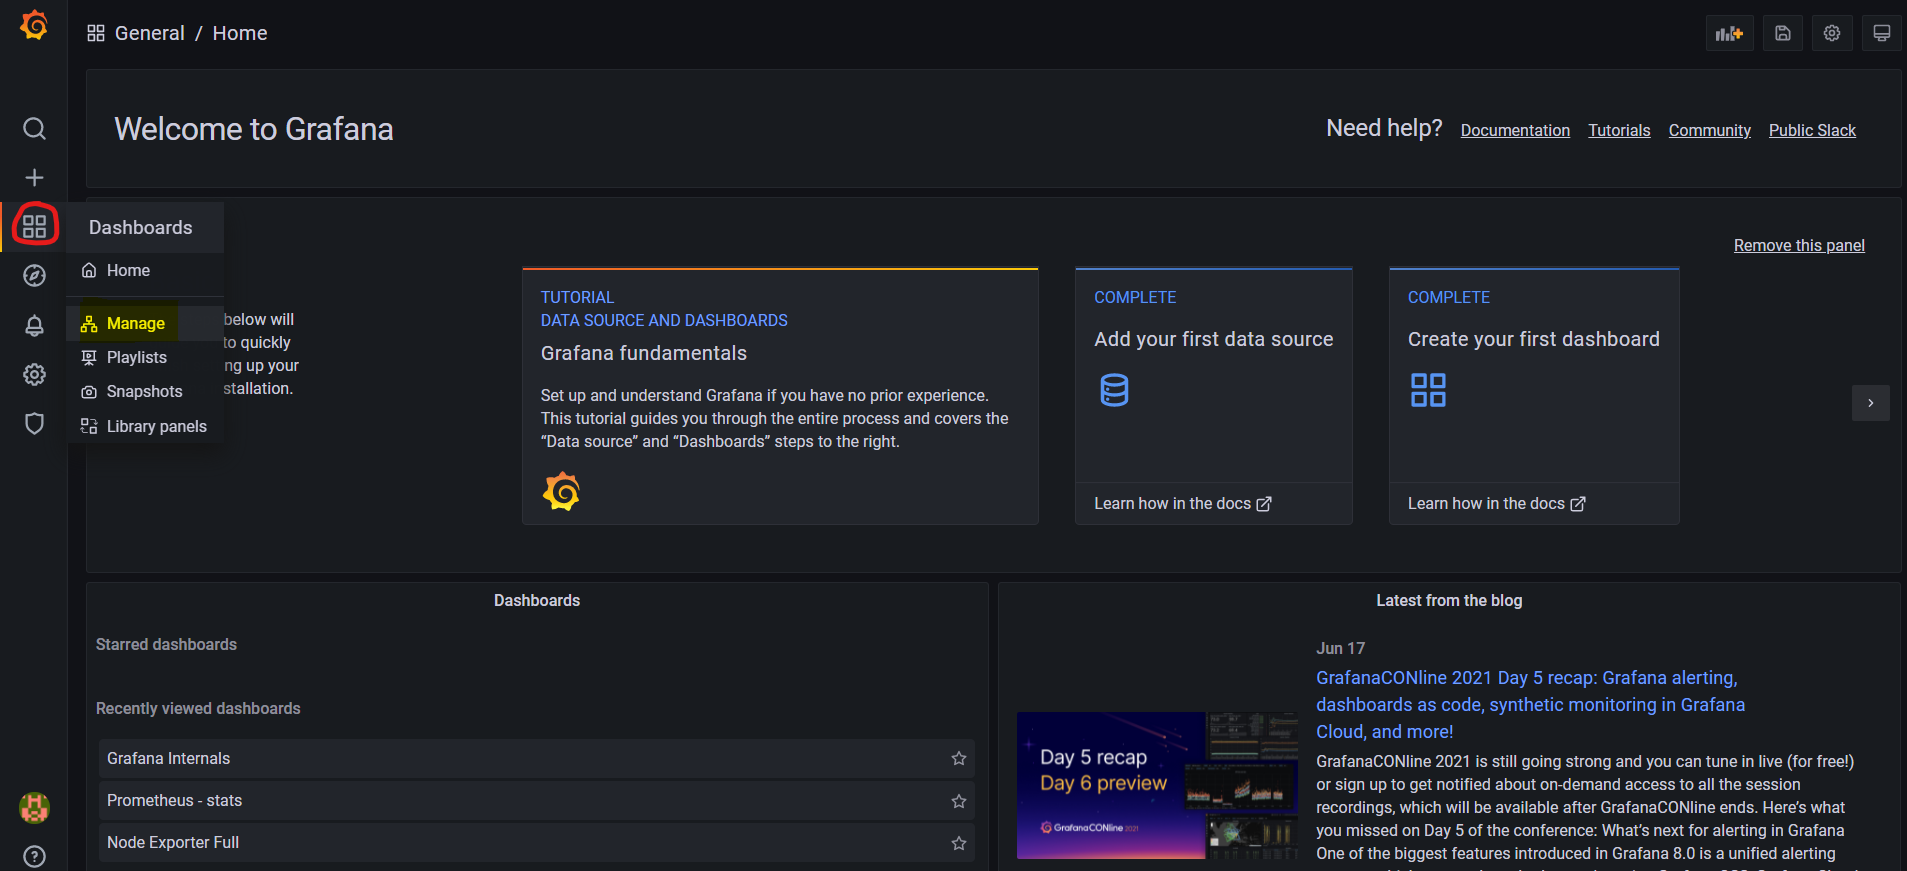 General / Home
Welcome to Grafana
Need help? Documentation Tutorials Community Public Slack
Dashboards
Home
Manage
Playlists
Snapshots
Library panels
below will
to quickly
ng up your
stallation.
Remove this panel
TUTORIAL
DATA SOURCE AND DASHBOARDS
Grafana fundamentals
Set up and understand Grafana if you have no prior experience.
This tutorial guides you through the entire process and covers the
“Data source” and “Dashboards” steps to the right.
COMPLETE
Add your first data source
Learn how in the docs
COMPLETE
Create your first dashboard
Learn how in the docs
Dashboards
Starred dashboards
Recently viewed dashboards
Grafana Internals
Prometheus - stats
Node Exporter Full
Latest from the blog
Day 5 recap
Day 6 preview
GrafanaCONline 2021
Jun 17
GrafanaCONline 2021 Day 5 recap: Grafana alerting,
dashboards as code, synthetic monitoring in Grafana
Cloud, and more!
GrafanaCONline 2021 is still going strong and you can tune in live (for free!)
or sign up to get notified about on-demand access to all the session
recordings, which will be available after GrafanaCONline ends. Here’s what
you missed on Day 5 of the conference: What’s next for alerting in Grafana
One of the biggest features introduced in Grafana 8.0 is a unified alerting